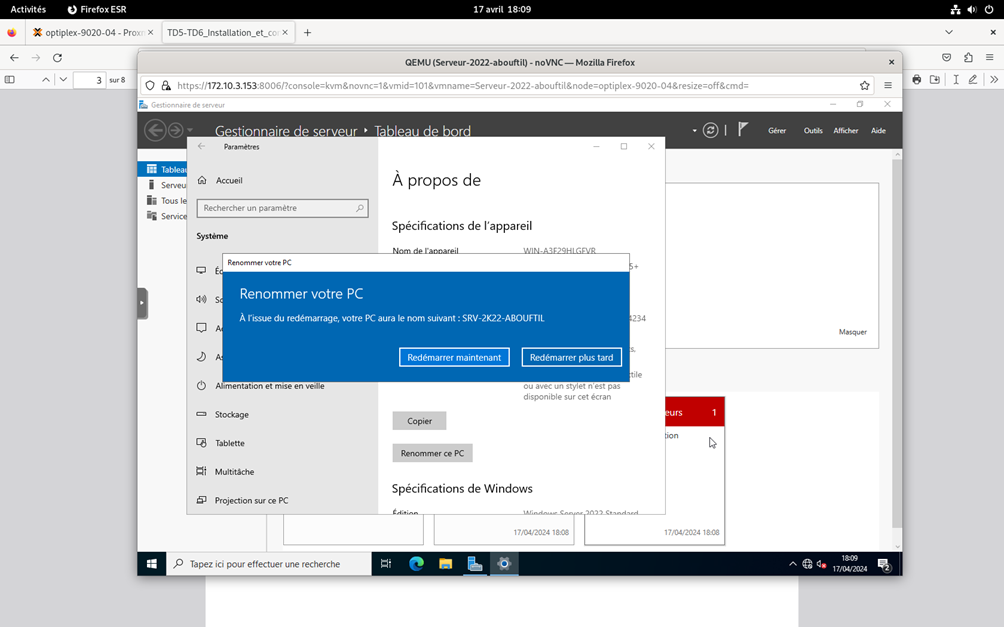 Activités
Firefox ESR
17 avril 18:09
optiplex-9020-04 - Proxm
TD5-TD6_Installation_et_co
3
sur 8
QEMU (Serveur-2022-abouftil) - noVNC — Mozilla Firefox
https://172.10.3.153:8006/?console=kvm&novnc=1&vmid=101&vmname=Serveur-2022-abouftil&node=optiplex-9020-04&resize=off&cmd=
Gestionnaire de serveur
Gestionnaire de serveur
Tableau de bord
Gérer
Outils
Afficher
Aide
Tableau
Serveu
Tous le
Service
Paramètres
Accueil
Rechercher un paramètre
Système
Alimentation et mise en veille
Stockage
Tablette
Multitâche
Projection sur ce PC
À propos de
Spécifications de l'appareil
Nom de l'appareil
WIN-A3F29HLGFVR
5+
4234
ctile
ou avec un stylet n'est pas
disponible sur cet écran
Copier
Renommer ce PC
Spécifications de Windows
Édition
Windows Server 2022 Standard
Renommer votre PC
Renommer votre PC
À l'issue du redémarrage, votre PC aura le nom suivant : SRV-2K22-ABOUFTIL
Redémarrer maintenant
Redémarrer plus tard
Masquer
eurs
1
tion
17/04/2024 18:08
17/04/2024 18:08
Tapez ici pour effectuer une recherche
18:09
17/04/2024
2